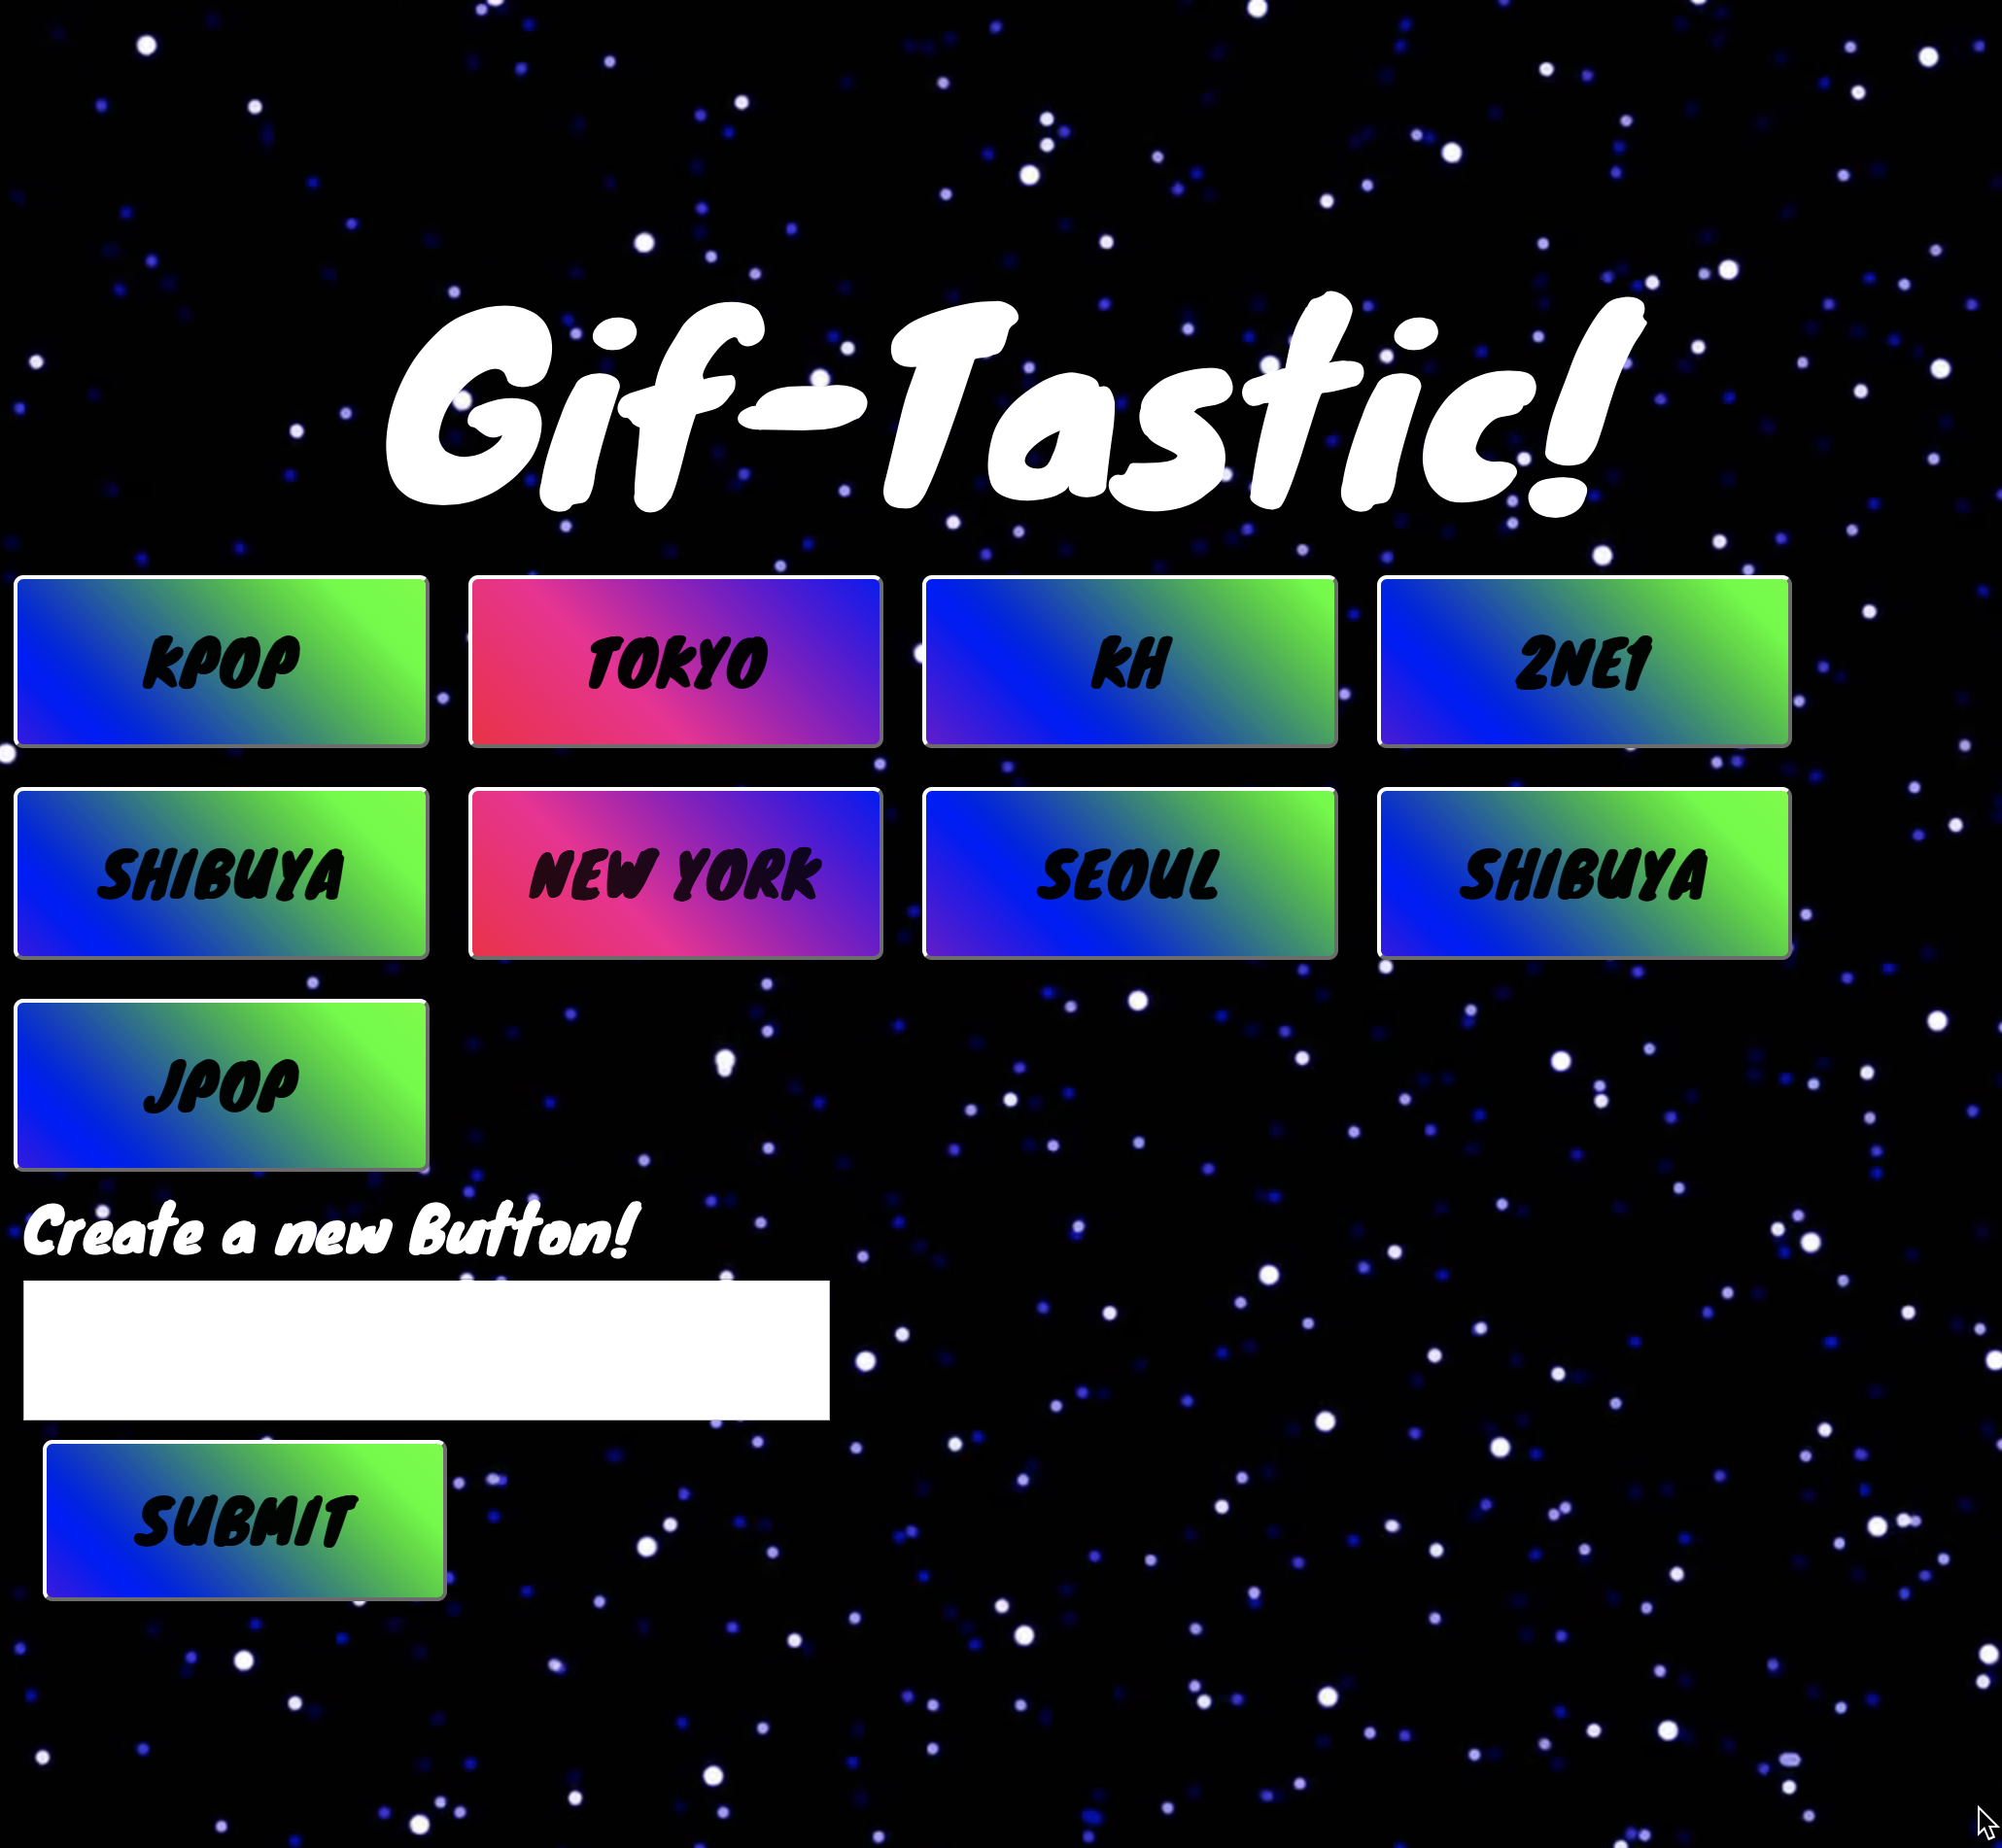 Gif-Tastic!
KPOP TOKYO KH 2NE1
SHIBUYA NEW YORK SEOUL SHIBUYA
JPOP
Create a new Button!
SUBMIT